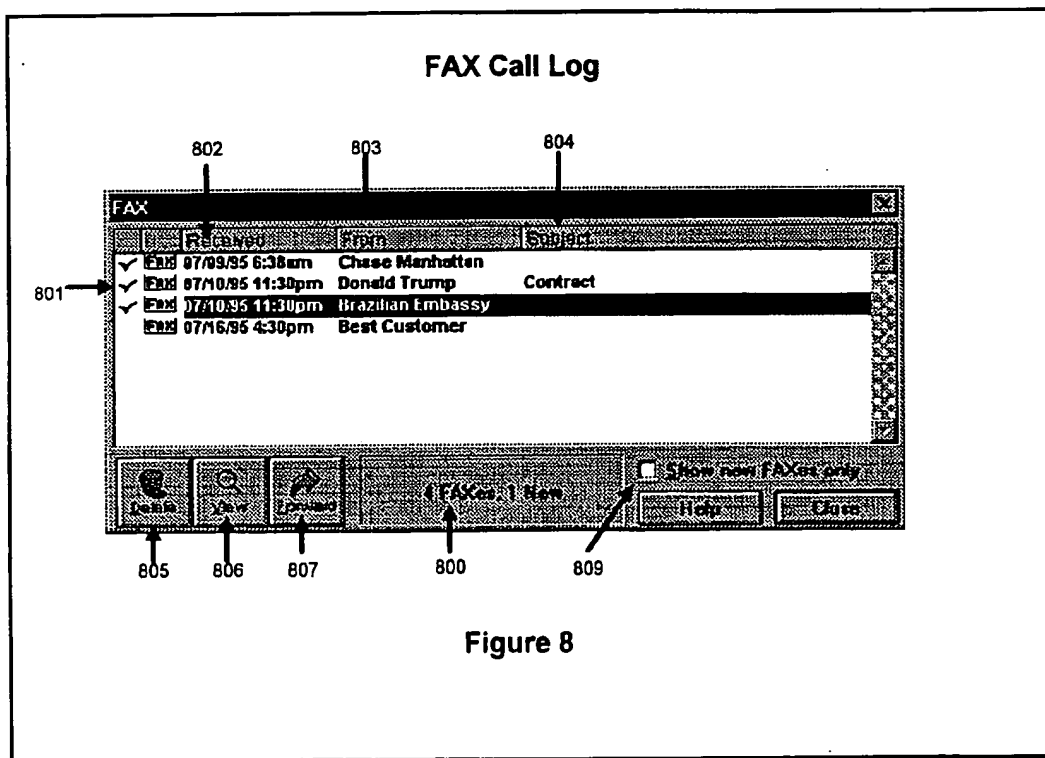 FAX Call Log
802 803 804
FAX
Received From Subject
FAX 07/09/95 6:38am Chase Manhattan
801
FAX 07/10/95 11:30pm Donald Trump Contract
FAX 07/10/95 11:30pm Brazilian Embassy
FAX 07/16/95 4:30pm Best Customer
Show new FAXes only
Delete View Forward 4 FAXes, 1 New
Help Close
805 806 807 800 809
Figure 8